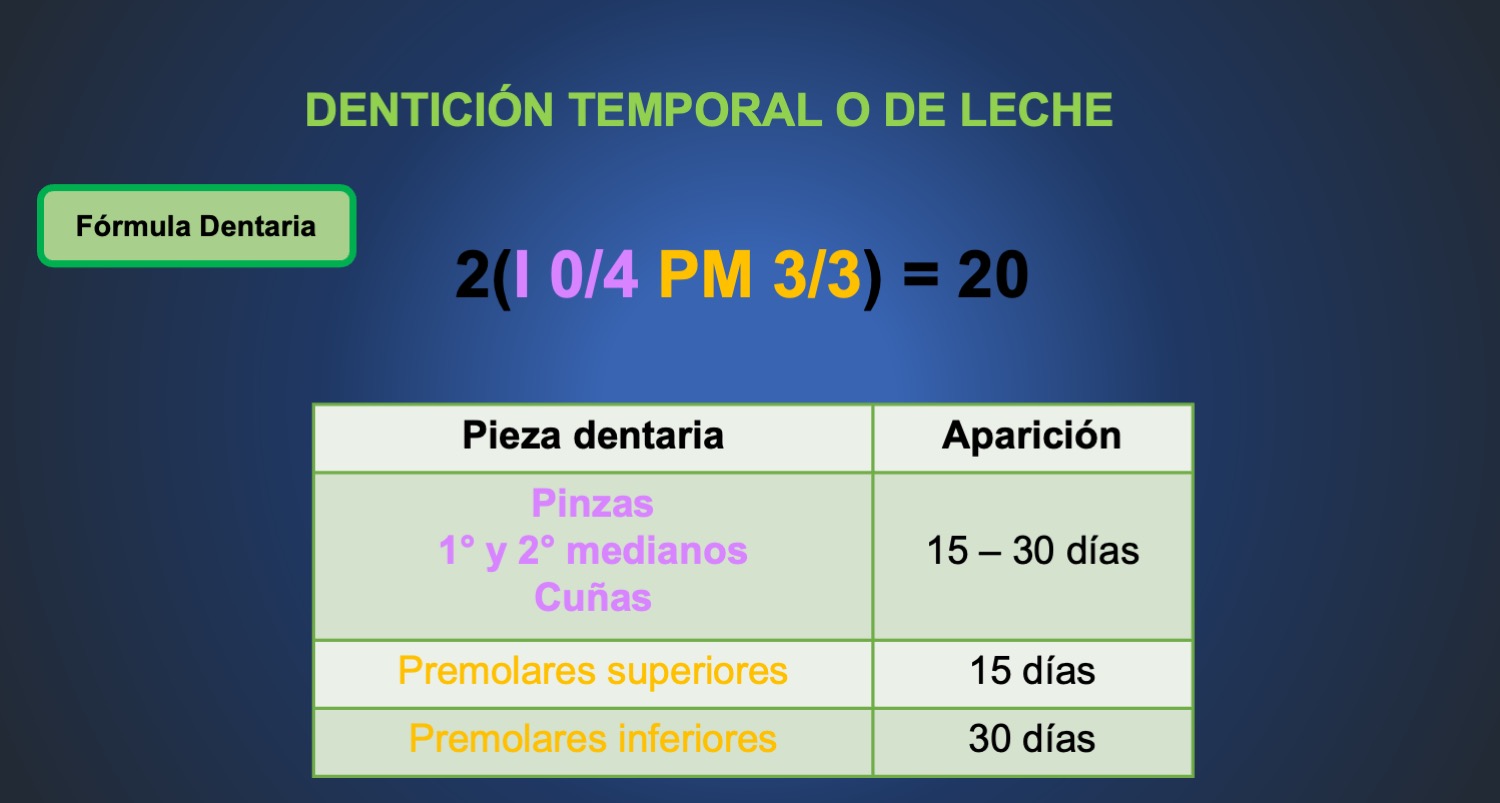 DENTICIÓN TEMPORAL O DE LECHE
Fórmula Dentaria
2(I 0/4 PM 3/3) = 20
Pieza dentaria Aparición
Pinzas
1° y 2° medianos
Cuñas
15 – 30 días
Premolares superiores 15 días
Premolares inferiores 30 días